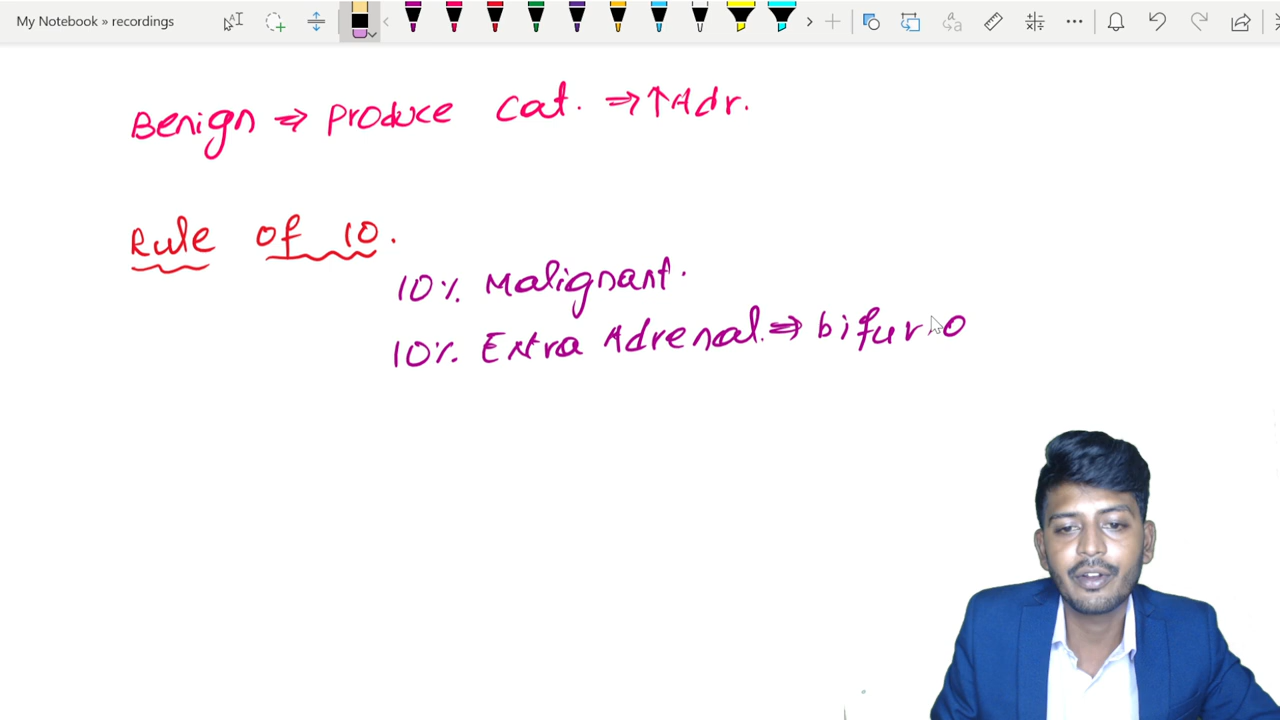 My Notebook » recordings
Benign ⇒ produce cat. ⇒ ↑Adr.
Rule of 10.
10% Malignant.
10% Extra Adrenal. ⇒ bifur